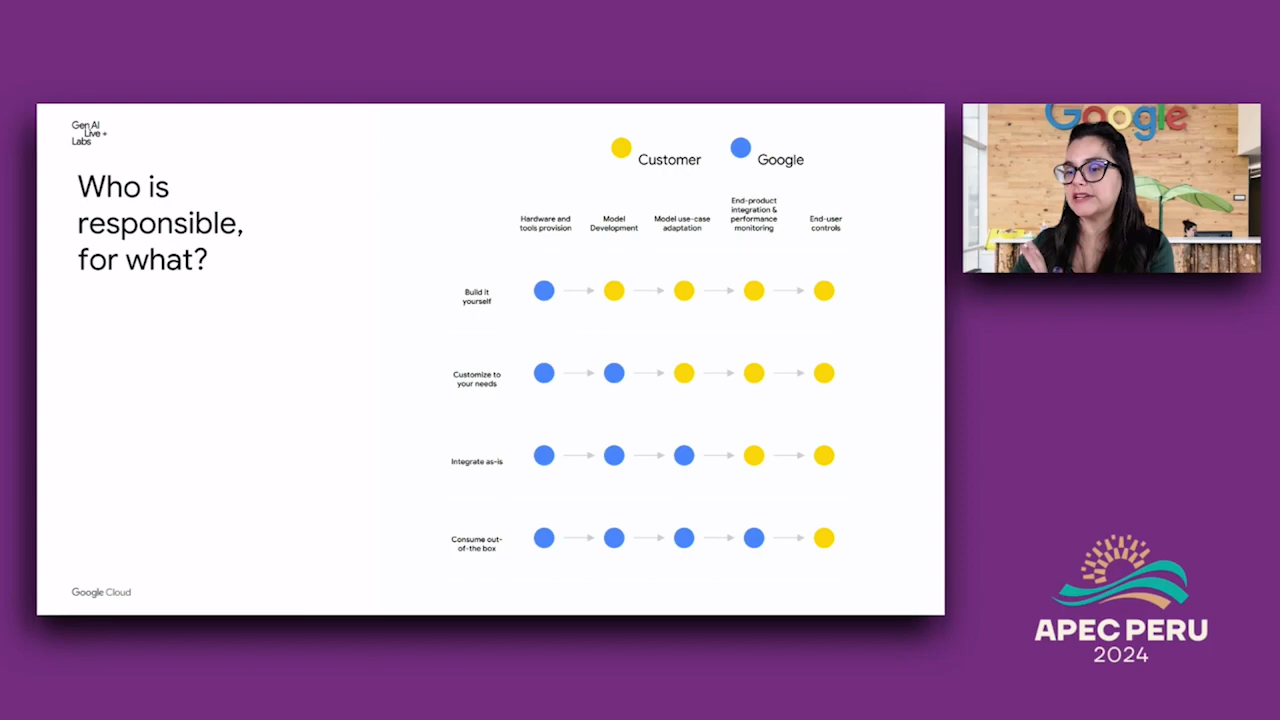 Gen AI
Live +
Labs
Who is
responsible,
for what?
Customer
Google
Hardware and
tools provision
Model
Development
Model use-case
adaptation
End-product
integration &
performance
monitoring
End-user
controls
Build it
yourself
Customize to
your needs
Integrate as-is
Consume out-
of-the box
Google Cloud
Google
APEC PERU
2024